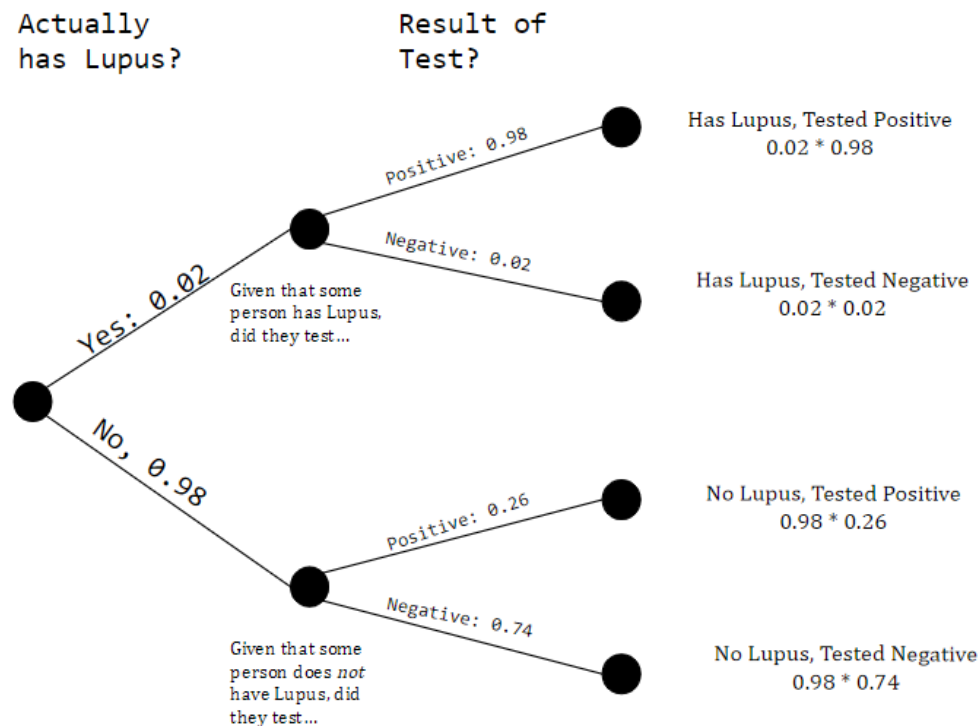 Actually
has Lupus?
Result of
Test?
Positive: 0.98
Has Lupus, Tested Positive
0.02 * 0.98
Negative: 0.02
Has Lupus, Tested Negative
0.02 * 0.02
Yes: 0.02
Given that some
person has Lupus,
did they test...
No, 0.98
Positive: 0.26
No Lupus, Tested Positive
0.98 * 0.26
Negative: 0.74
No Lupus, Tested Negative
0.98 * 0.74
Given that some
person does not
have Lupus, did
they test...